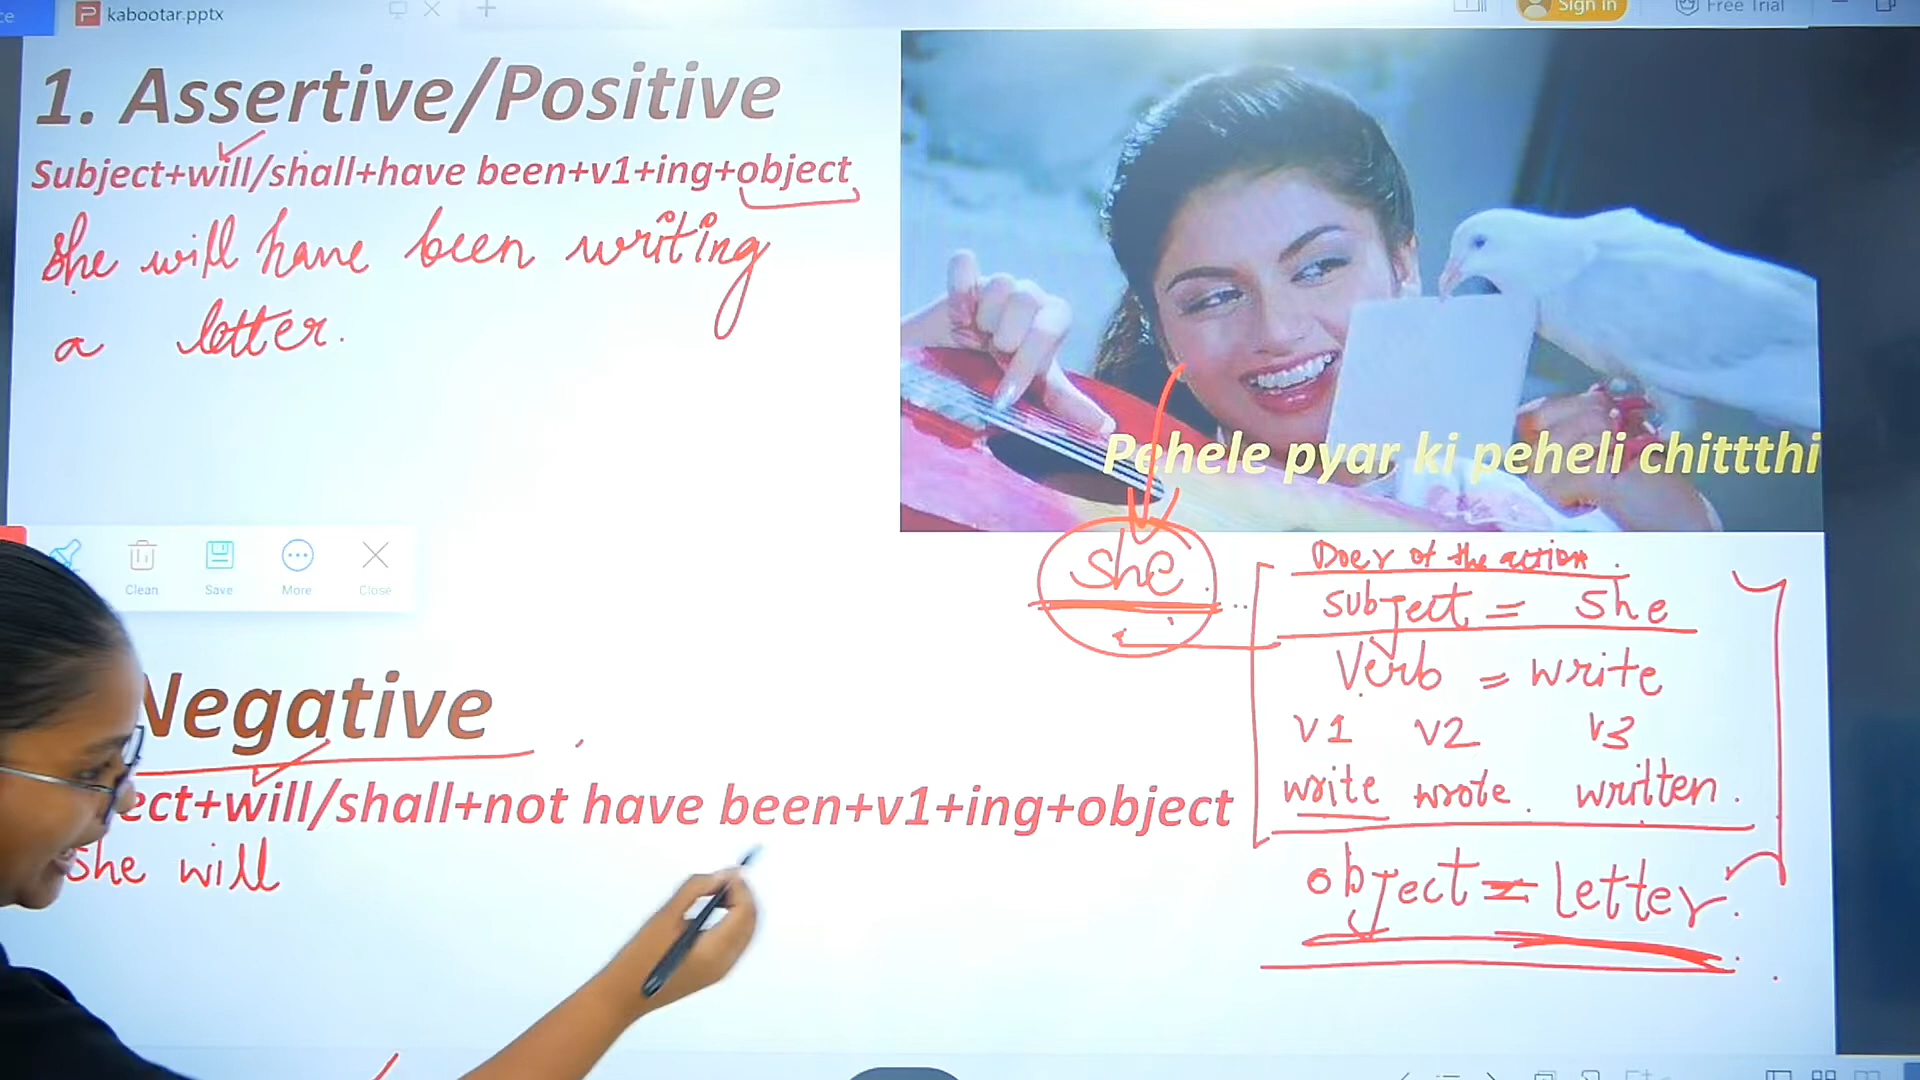 kabootar.pptx
Sign in
Free Trial
1. Assertive/Positive
Subject+will/shall+have been+v1+ing+object
She will have been writing
a letter.
Pehele pyar ki peheli chittthi
Clean Save More Close
She
Doer of the action.
Subject = She
Verb = write
V1 V2 V3
write wrote. written.
object = letter.
Negative
ect+will/shall+not have been+v1+ing+object
She will